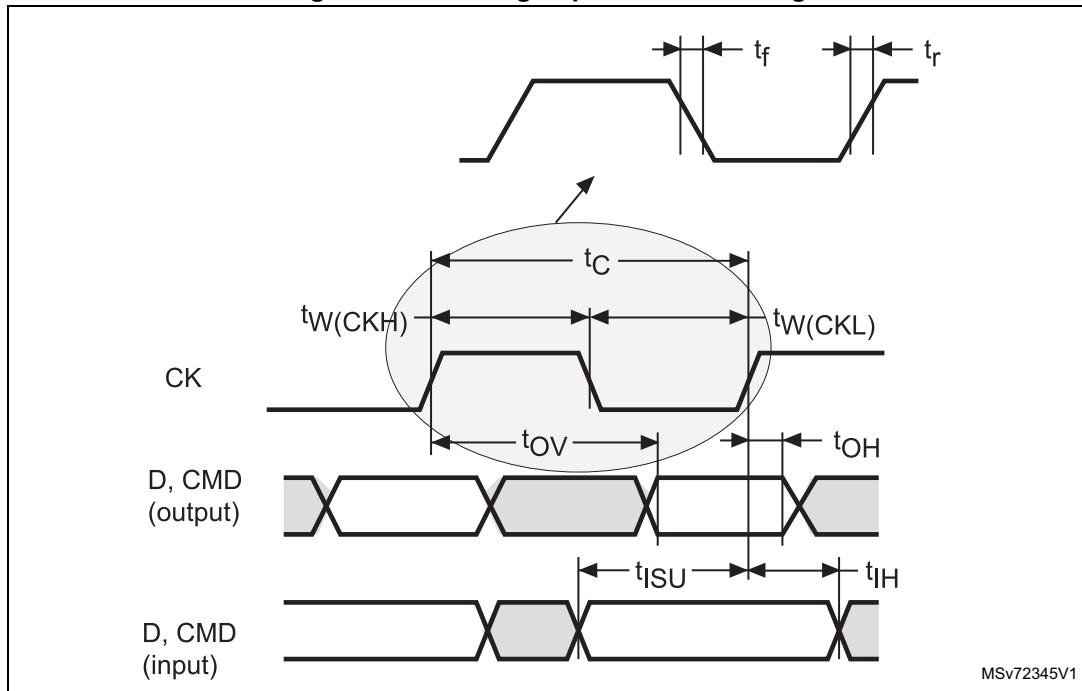 tf
tr
tC
tW(CKH)
tW(CKL)
CK
tOV
tOH
D, CMD
(output)
tISU
tIH
D, CMD
(input)
MSv72345V1